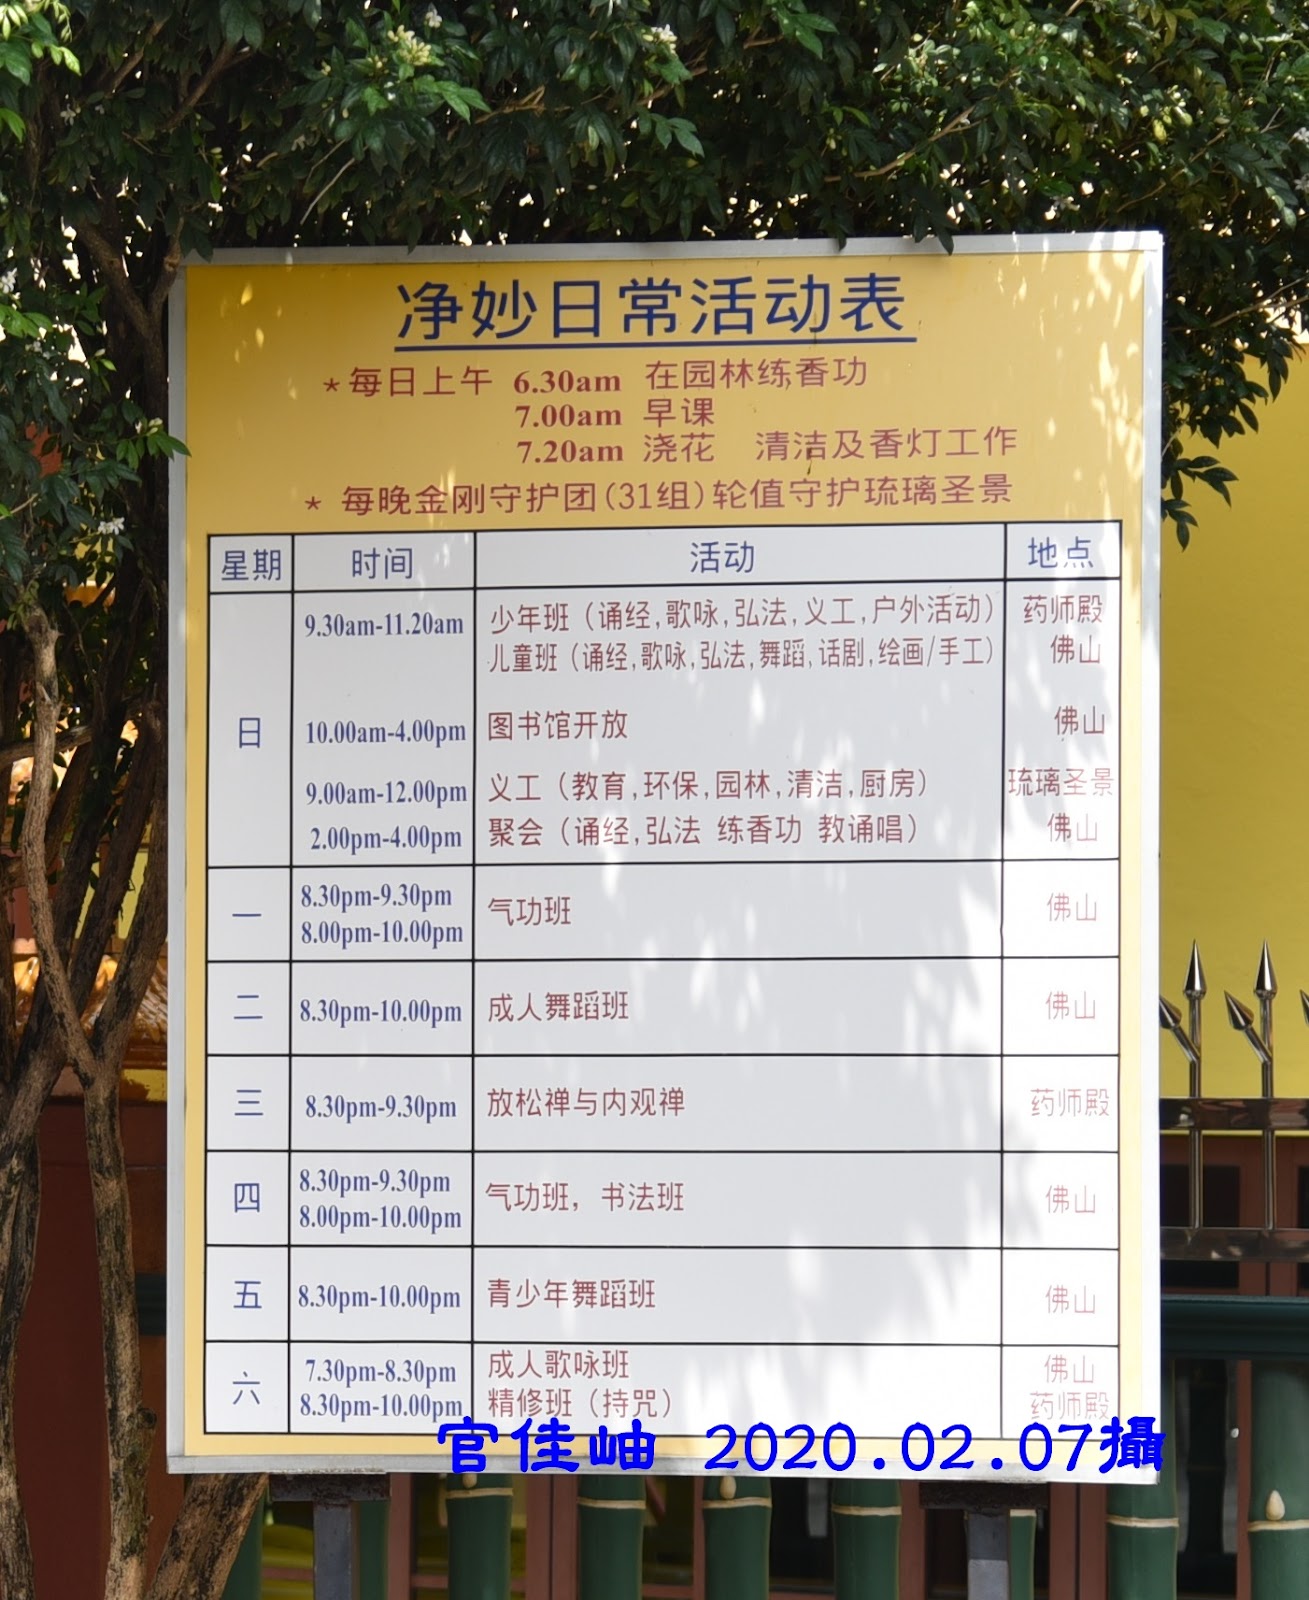 净妙日常活动表
*每日上午 6.30am 在园林练香功
7.00am 早课
7.20am 浇花 清洁及香灯工作
* 每晚金刚守护团(31组)轮值守护琉璃圣景
星期 时间 活动 地点
9.30am-11.20am 少年班（诵经,歌咏,弘法,义工,户外活动） 药师殿
儿童班（诵经,歌咏,弘法,舞蹈,话剧,绘画/手工） 佛山
日 10.00am-4.00pm 图书馆开放 佛山
9.00am-12.00pm 义工（教育,环保,园林,清洁,厨房） 琉璃圣景
2.00pm-4.00pm 聚会（诵经,弘法 练香功 教诵唱） 佛山
8.30pm-9.30pm
一 8.00pm-10.00pm 气功班 佛山
二 8.30pm-10.00pm 成人舞蹈班 佛山
三 8.30pm-9.30pm 放松禅与内观禅 药师殿
8.30pm-9.30pm
四 8.00pm-10.00pm 气功班，书法班 佛山
五 8.30pm-10.00pm 青少年舞蹈班 佛山
7.30pm-8.30pm 成人歌咏班 佛山
六 8.30pm-10.00pm 精修班（持咒） 药师殿
官佳岫 2020.02.07攝